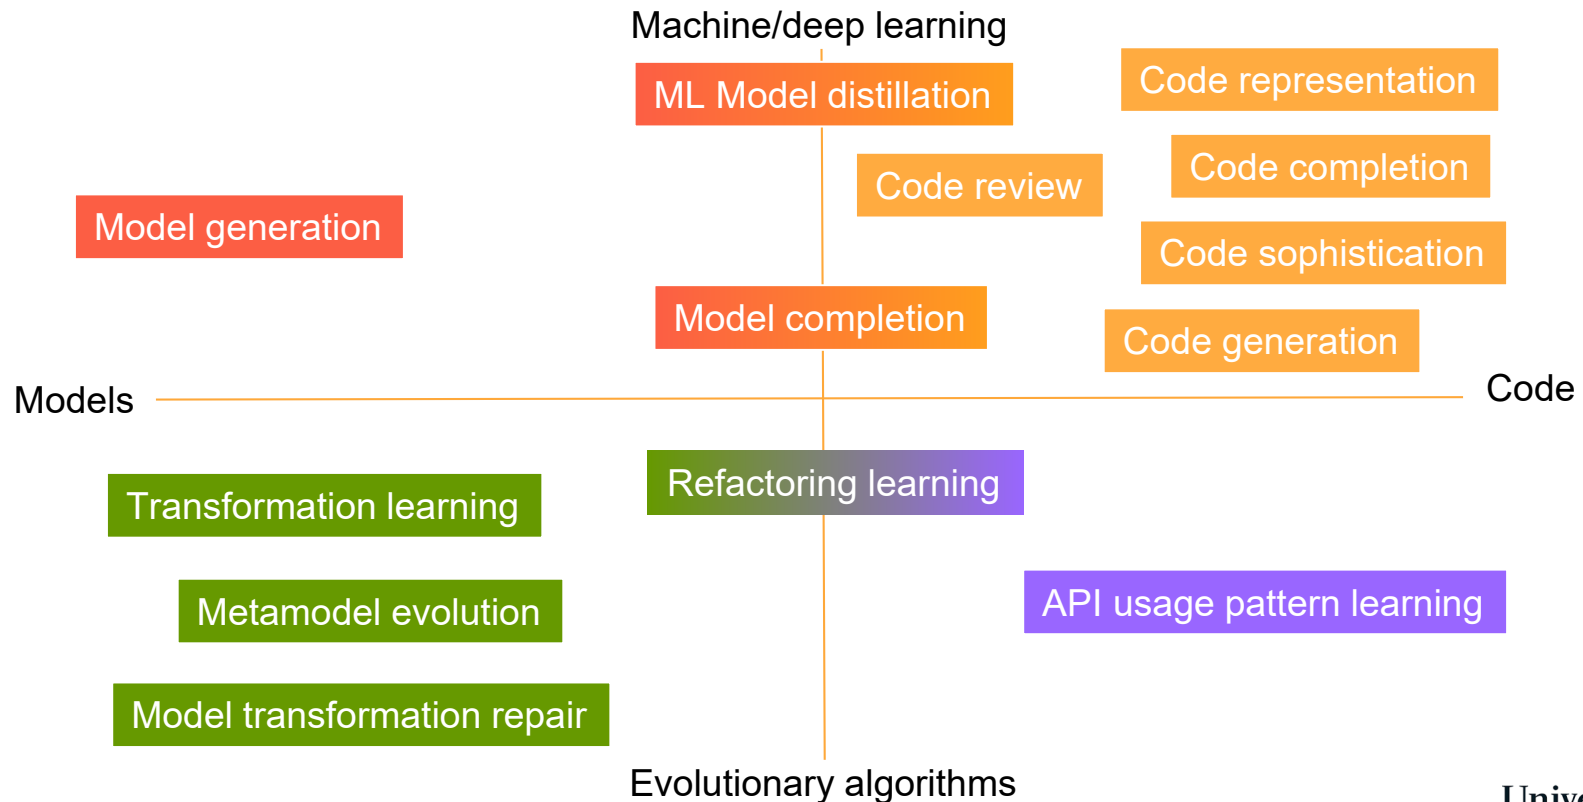 Machine/deep learning
ML Model distillation
Code representation
Code review
Code completion
Model generation
Code sophistication
Model completion
Code generation
Models
Code
Refactoring learning
Transformation learning
Metamodel evolution
API usage pattern learning
Model transformation repair
Evolutionary algorithms